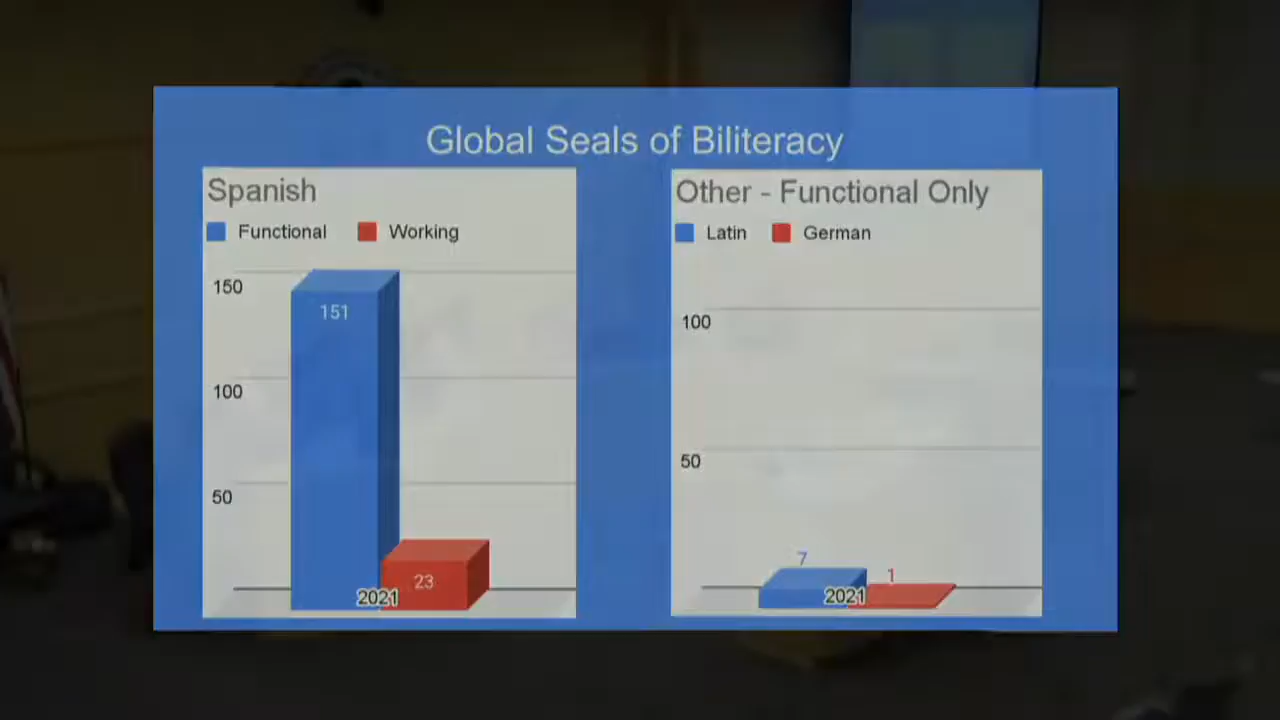 Global Seals of Biliteracy
Spanish
Functional Working
150
151
100
50
23
2021
Other - Functional Only
Latin German
100
50
7
1
2021